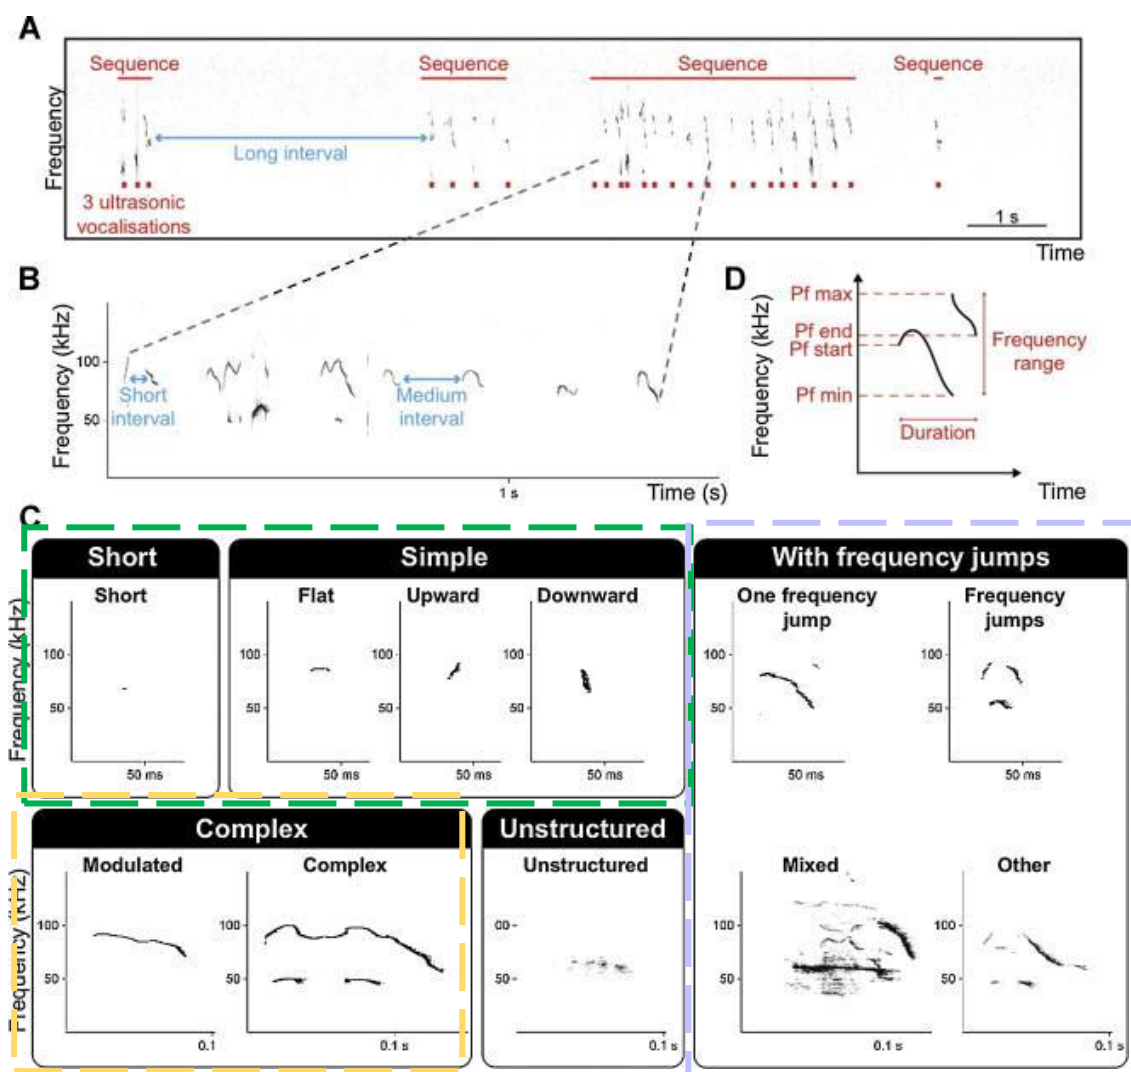 A
Sequence
Sequence
Sequence
Sequence
Frequency
Long interval
3 ultrasonic
vocalisations
1 s
Time
B
Frequency (kHz)
100
50
Short
interval
Medium
interval
1 s
Time (s)
D
Frequency (kHz)
Pf max
Pf end
Pf start
Pf min
Frequency
range
Duration
Time
C
Short
Simple
With frequency jumps
Frequency (kHz)
Short
100
50
50 ms
Flat
100
50
50 ms
Upward
100
50
50 ms
Downward
100
50
50 ms
One frequency
jump
100
50
50 ms
Frequency
jumps
100
50
50 ms
Complex
Unstructured
Frequency (kHz)
Modulated
100
50
0.1
Complex
100
50
0.1 s
Unstructured
00
50
0.1 s
Mixed
100
50
0.1 s
Other
100
50
0.1 s